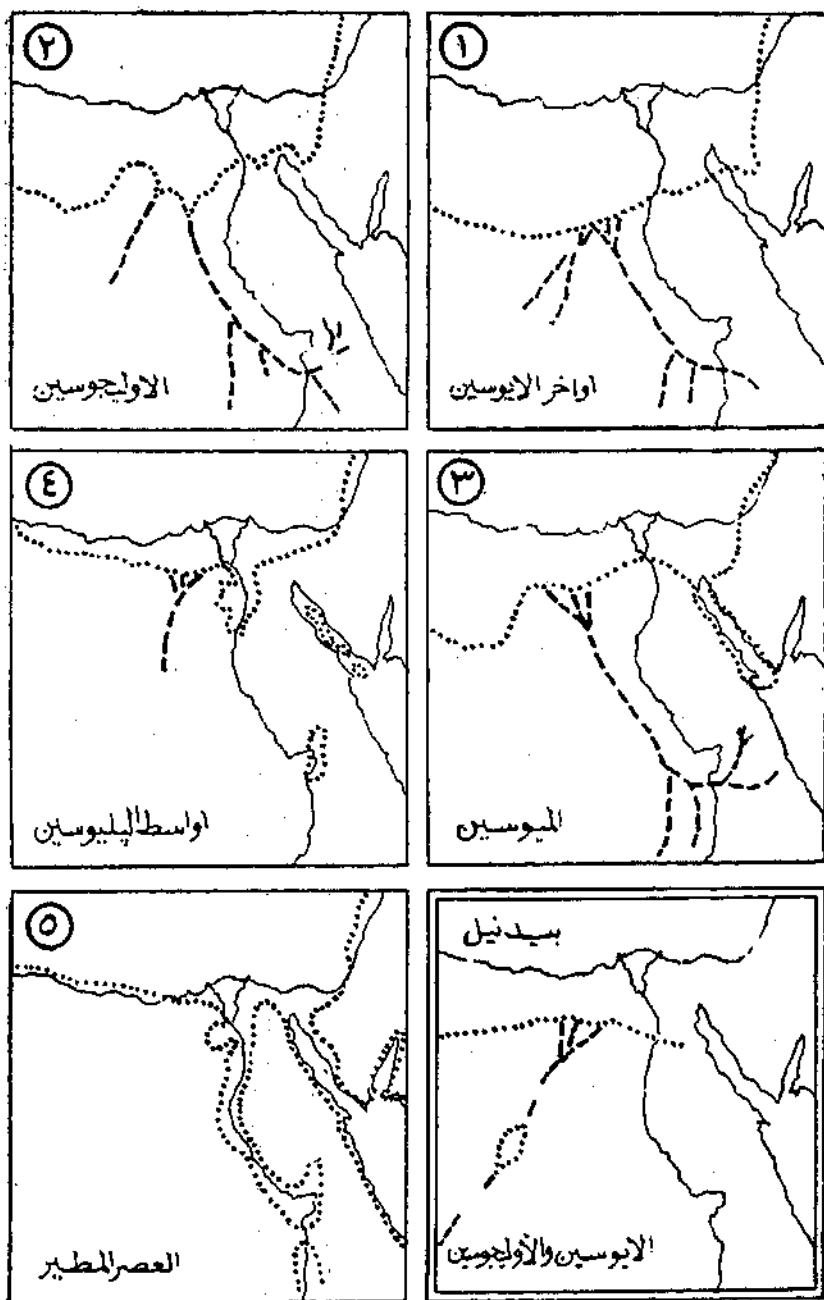 ١
اواخر الايوسين
٢
الاوليجوسين
٣
الميوسين
٤
اواسط البليوسين
بيدنيل
الايوسين والأوليجوسين
٥
العصر المطير